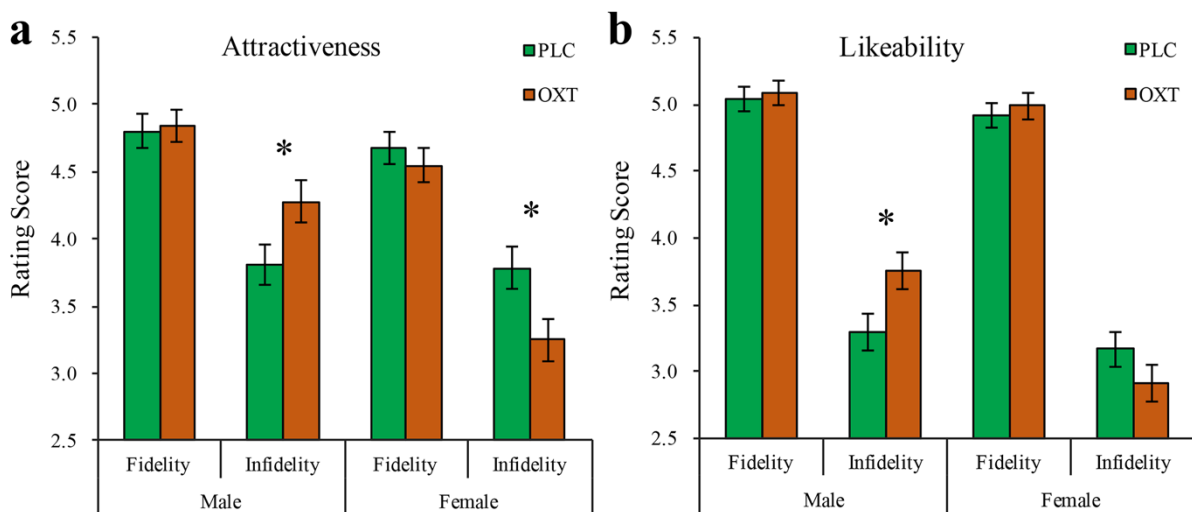 a
Attractiveness
PLC
OXT
Rating Score
5.5
5.0
4.5
4.0
3.5
3.0
2.5
*
*
Fidelity Infidelity Fidelity Infidelity
Male Female
b
Likeability
PLC
OXT
Rating Score
5.5
5.0
4.5
4.0
3.5
3.0
2.5
*
Fidelity Infidelity Fidelity Infidelity
Male Female